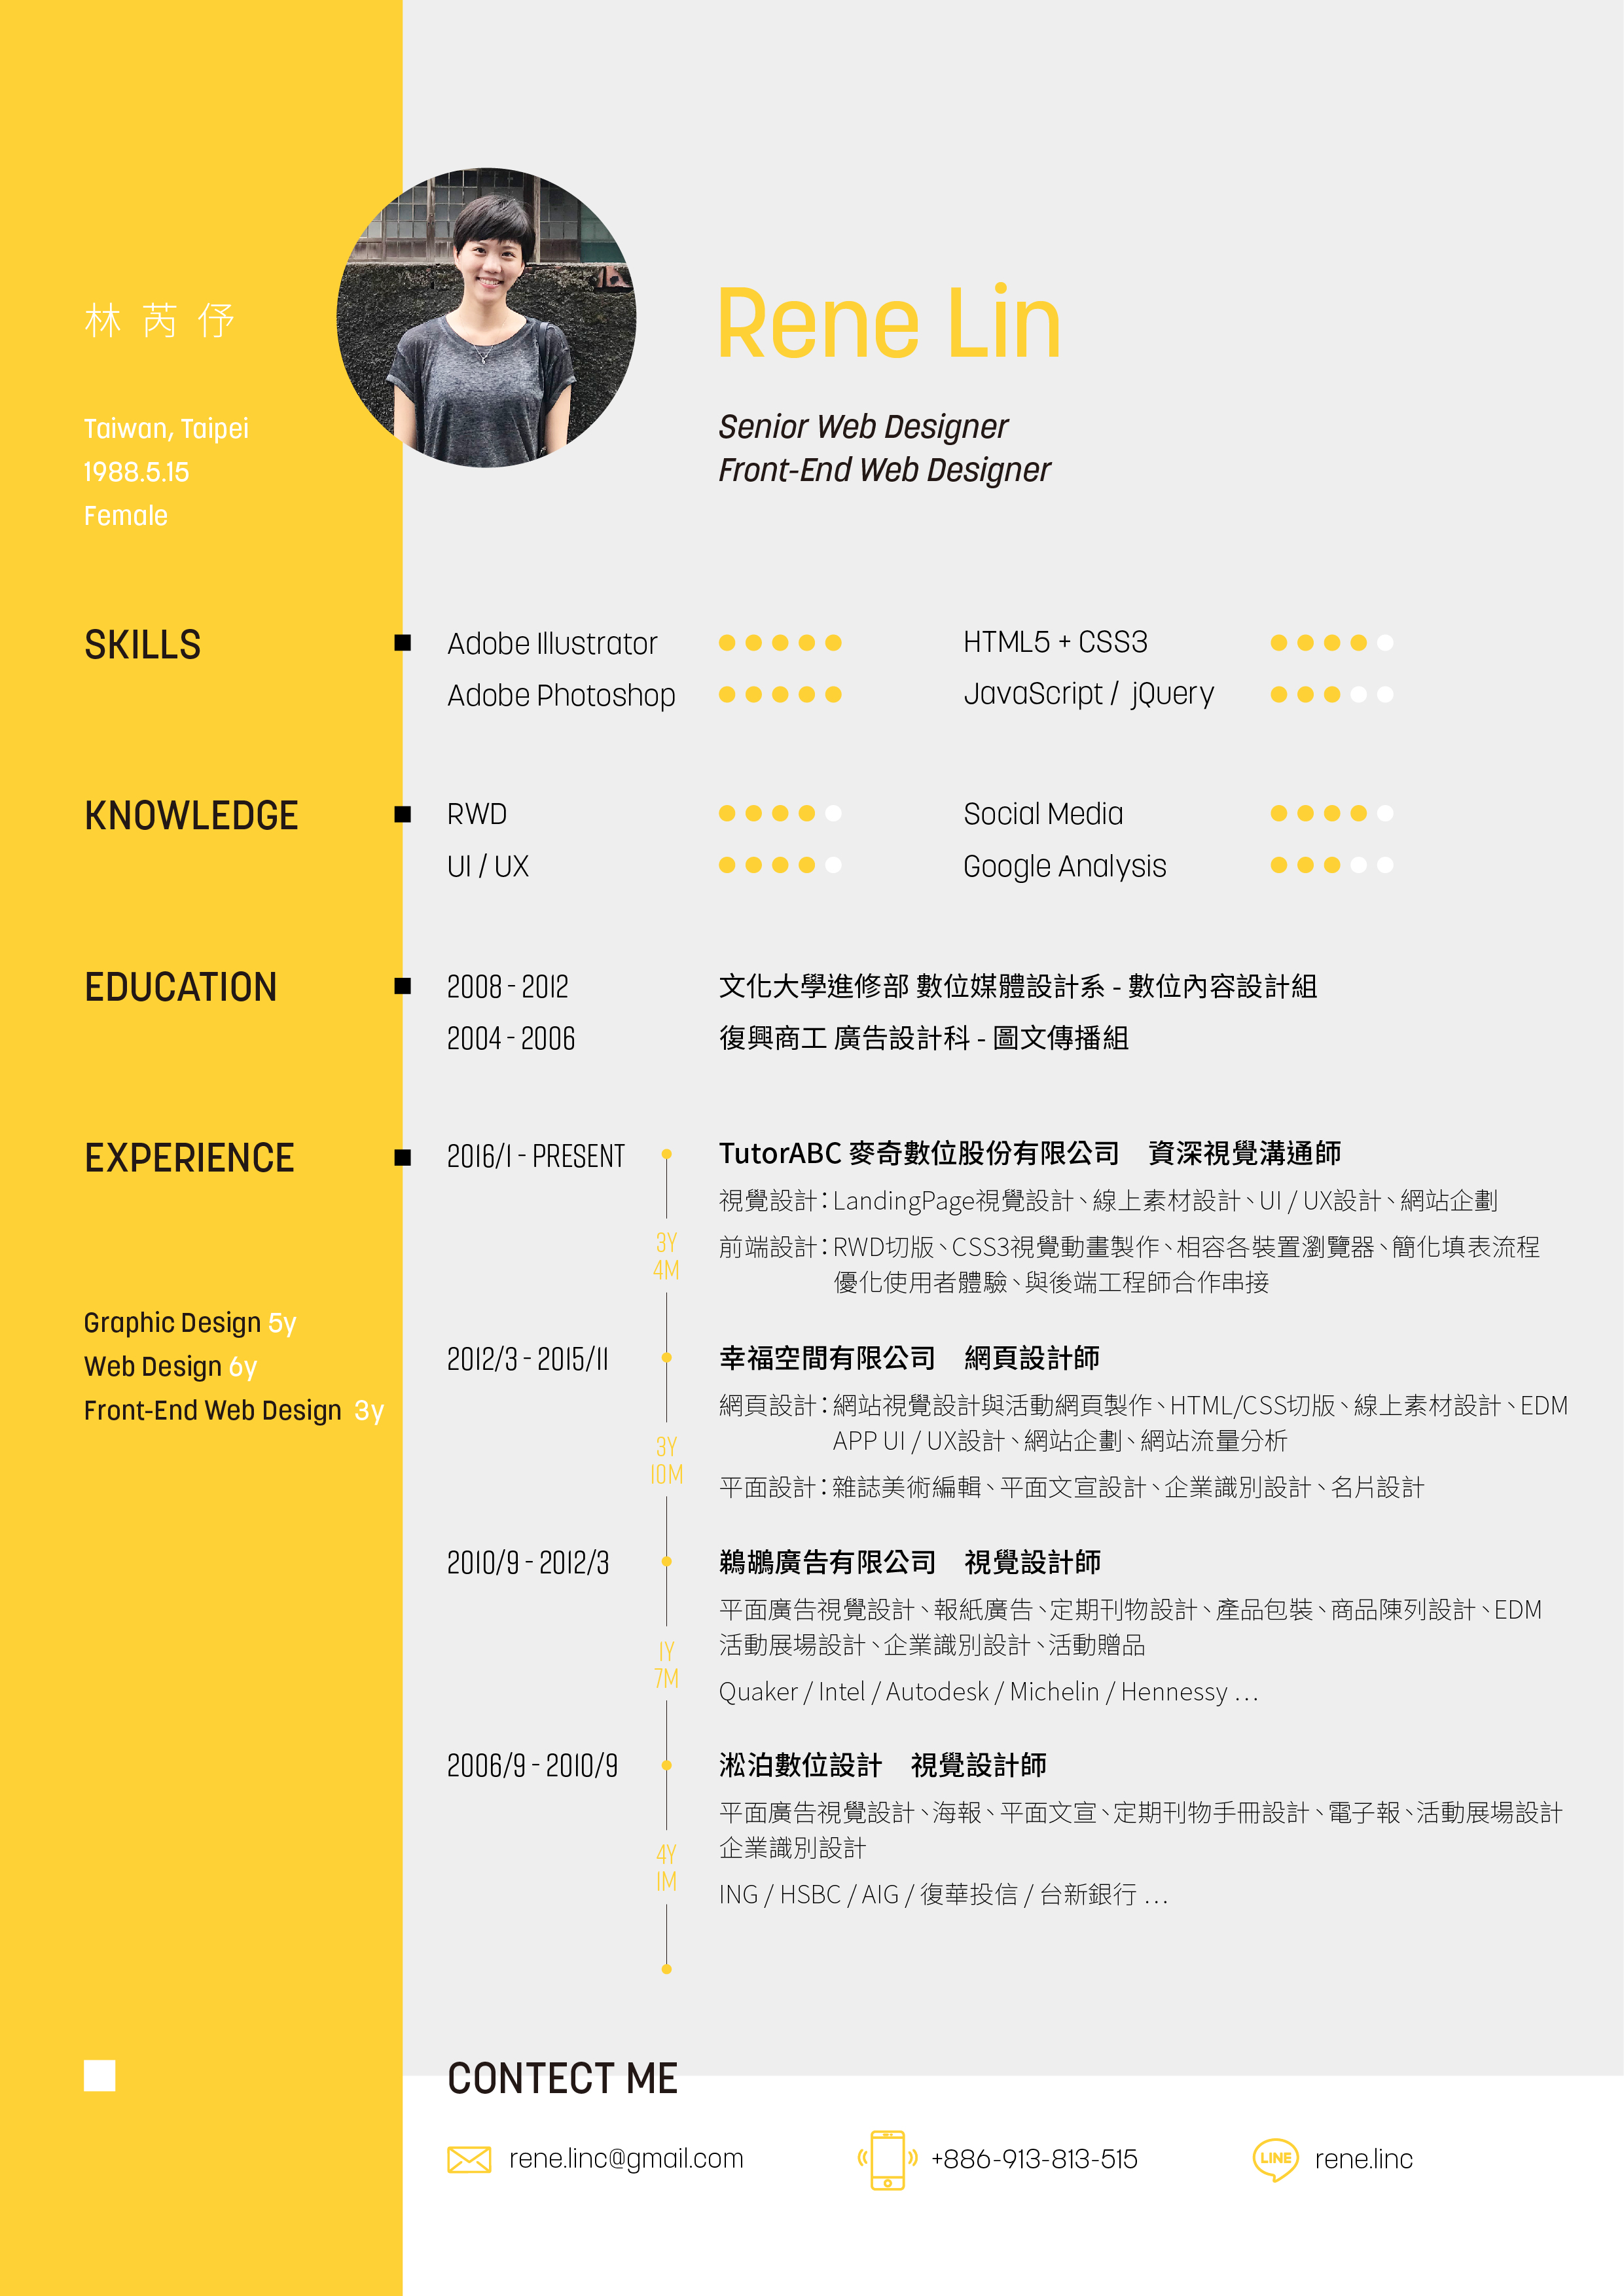 林 芮 伃
Taiwan, Taipei
1988.5.15
Female
Rene Lin
Senior Web Designer
Front-End Web Designer
SKILLS
Adobe Illustrator
HTML5 + CSS3
Adobe Photoshop
JavaScript / jQuery
KNOWLEDGE
RWD
Social Media
UI / UX
Google Analysis
EDUCATION
2008 - 2012 文化大學進修部 數位媒體設計系 - 數位內容設計組
2004 - 2006 復興商工 廣告設計科 - 圖文傳播組
EXPERIENCE
Graphic Design 5y
Web Design 6y
Front-End Web Design 3y
2016/1 - PRESENT TutorABC 麥奇數位股份有限公司 資深視覺溝通師
視覺設計：LandingPage視覺設計、線上素材設計、UI / UX設計、網站企劃
3Y
4M
前端設計：RWD切版、CSS3視覺動畫製作、相容各裝置瀏覽器、簡化填表流程
優化使用者體驗、與後端工程師合作串接
2012/3 - 2015/11 幸福空間有限公司 網頁設計師
網頁設計：網站視覺設計與活動網頁製作、HTML/CSS切版、線上素材設計、EDM
APP UI / UX設計、網站企劃、網站流量分析
3Y
10M
平面設計：雜誌美術編輯、平面文宣設計、企業識別設計、名片設計
2010/9 - 2012/3 鵜鶘廣告有限公司 視覺設計師
平面廣告視覺設計、報紙廣告、定期刊物設計、產品包裝、商品陳列設計、EDM
活動展場設計、企業識別設計、活動贈品
1Y
7M
Quaker / Intel / Autodesk / Michelin / Hennessy ...
2006/9 - 2010/9 淞泊數位設計 視覺設計師
平面廣告視覺設計、海報、平面文宣、定期刊物手冊設計、電子報、活動展場設計
企業識別設計
4Y
1M
ING / HSBC / AIG / 復華投信 / 台新銀行 ...
CONTECT ME
rene.linc@gmail.com
+886-913-813-515
LINE
rene.linc